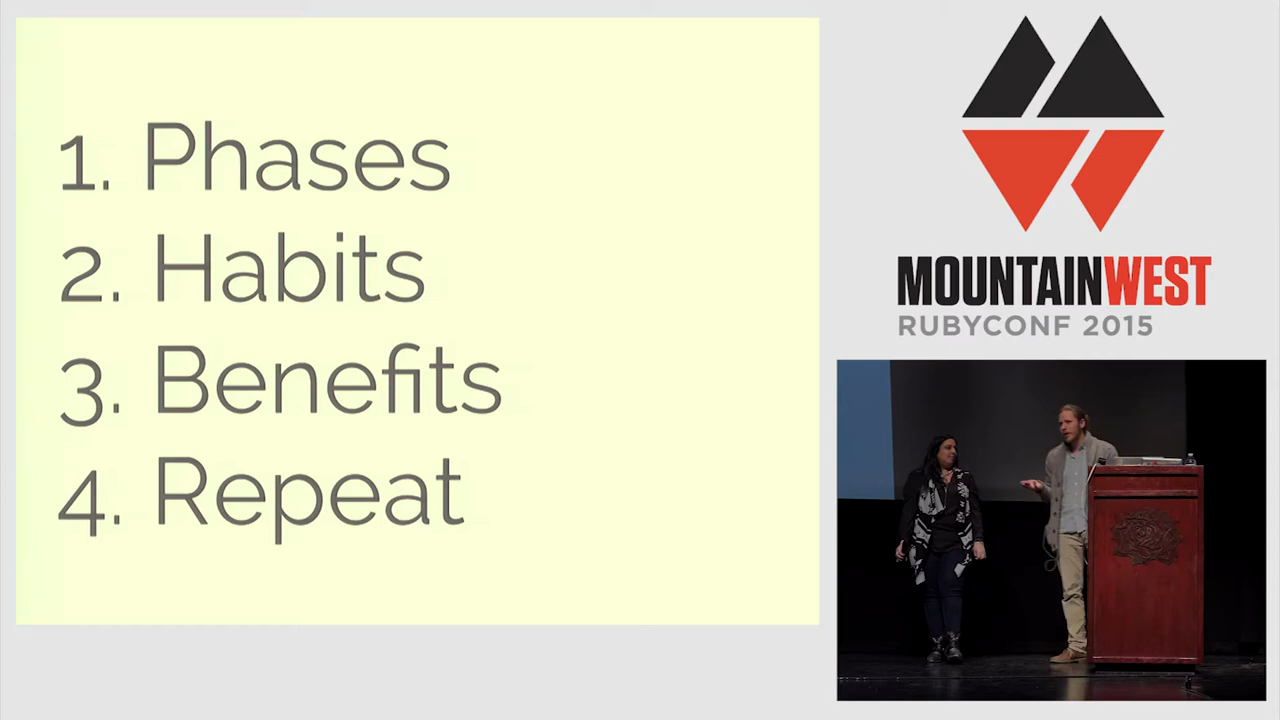 1. Phases
2. Habits
3. Benefits
4. Repeat
MOUNTAINWEST
RUBYCONF 2015